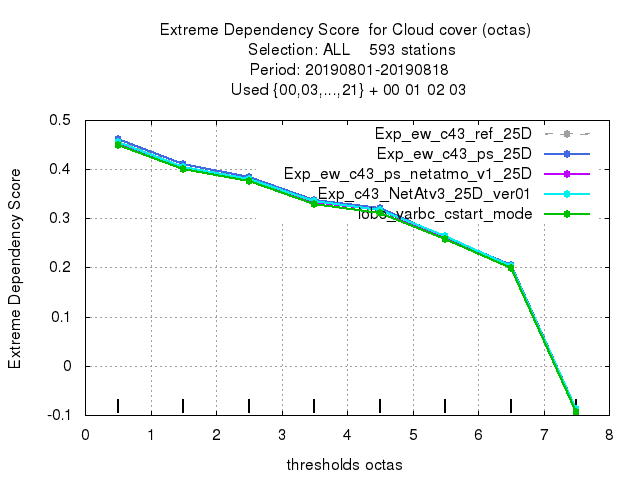 Extreme Dependency Score  for Cloud cover (octas)
Selection: ALL    593 stations
Period: 20190801-20190818
Used {00,03,...,21} + 00 01 02 03
0.5
0.4
0.3
0.2
0.1
0
-0.1
Extreme Dependency Score
Exp_ew_c43_ref_25D
Exp_ew_c43_ps_25D
Exp_ew_c43_ps_netatmo_v1_25D
Exp_c43_NetAtv3_25D_ver01
lobs_varbc_cstart_mode
0 1 2 3 4 5 6 7 8
thresholds octas